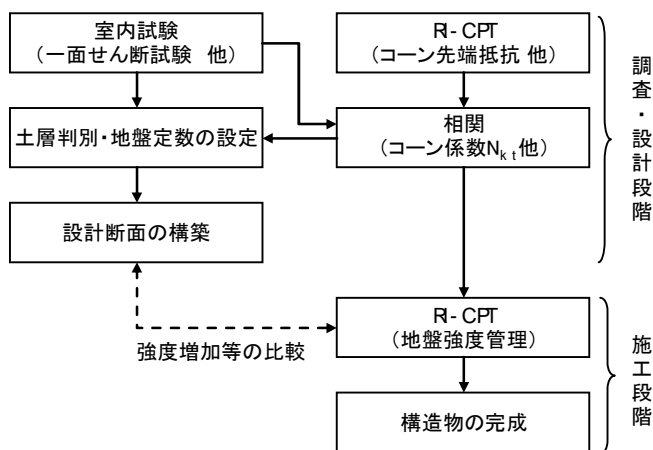 室内試験
(一面せん断試験 他)
RI-CPT
(コーン先端抵抗 他)
土層判別・地盤定数の設定
相関
(コーン係数Nkt他)
設計断面の構築
調査・設計段階
RI-CPT
(地盤強度管理)
強度増加等の比較
構造物の完成
施工段階